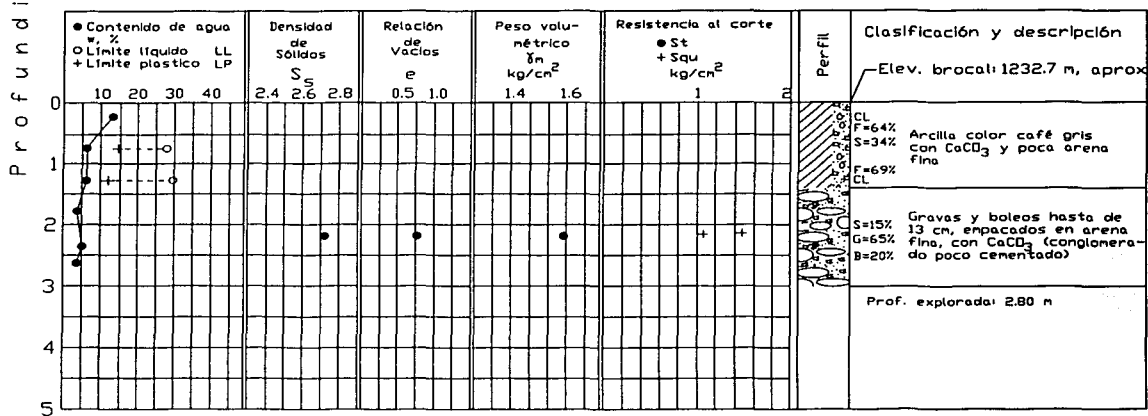 Profundi
● Contenido de agua
w, %
○ Límite líquido LL
+ Límite plastico LP
10 20 30 40
Densidad
de
Sólidos
Ss
2.4 2.6 2.8
Relación
de
Vacíos
e
0.5 1.0
Peso volu-
métrico
γm
kg/cm²
1.4 1.6
Resistencia al corte
● St
+ Squ
kg/cm²
1 2
Perfil
Clasificación y descripción
Elev. brocal: 1232.7 m, aprox
0
1
2
3
4
5
CL
F=64%
S=34%
F=69%
CL
Arcilla color café gris
con CaCO₃ y poca arena
fina
S=15%
G=65%
B=20%
Gravas y boleos hasta de
13 cm, empacados en arena
fina, con CaCO₃ (conglomera-
do poco cementado)
Prof. explorada: 2.80 m